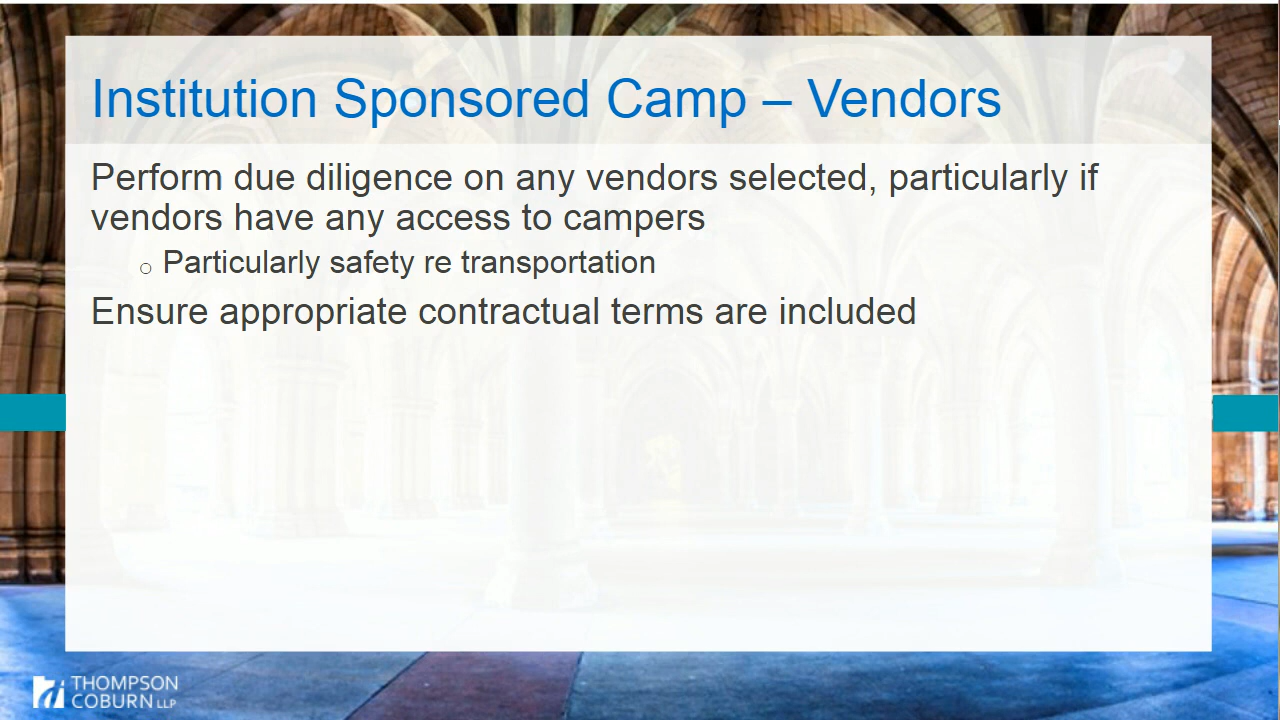 Institution Sponsored Camp – Vendors
Perform due diligence on any vendors selected, particularly if
vendors have any access to campers
o Particularly safety re transportation
Ensure appropriate contractual terms are included
THOMPSON
COBURN LLP